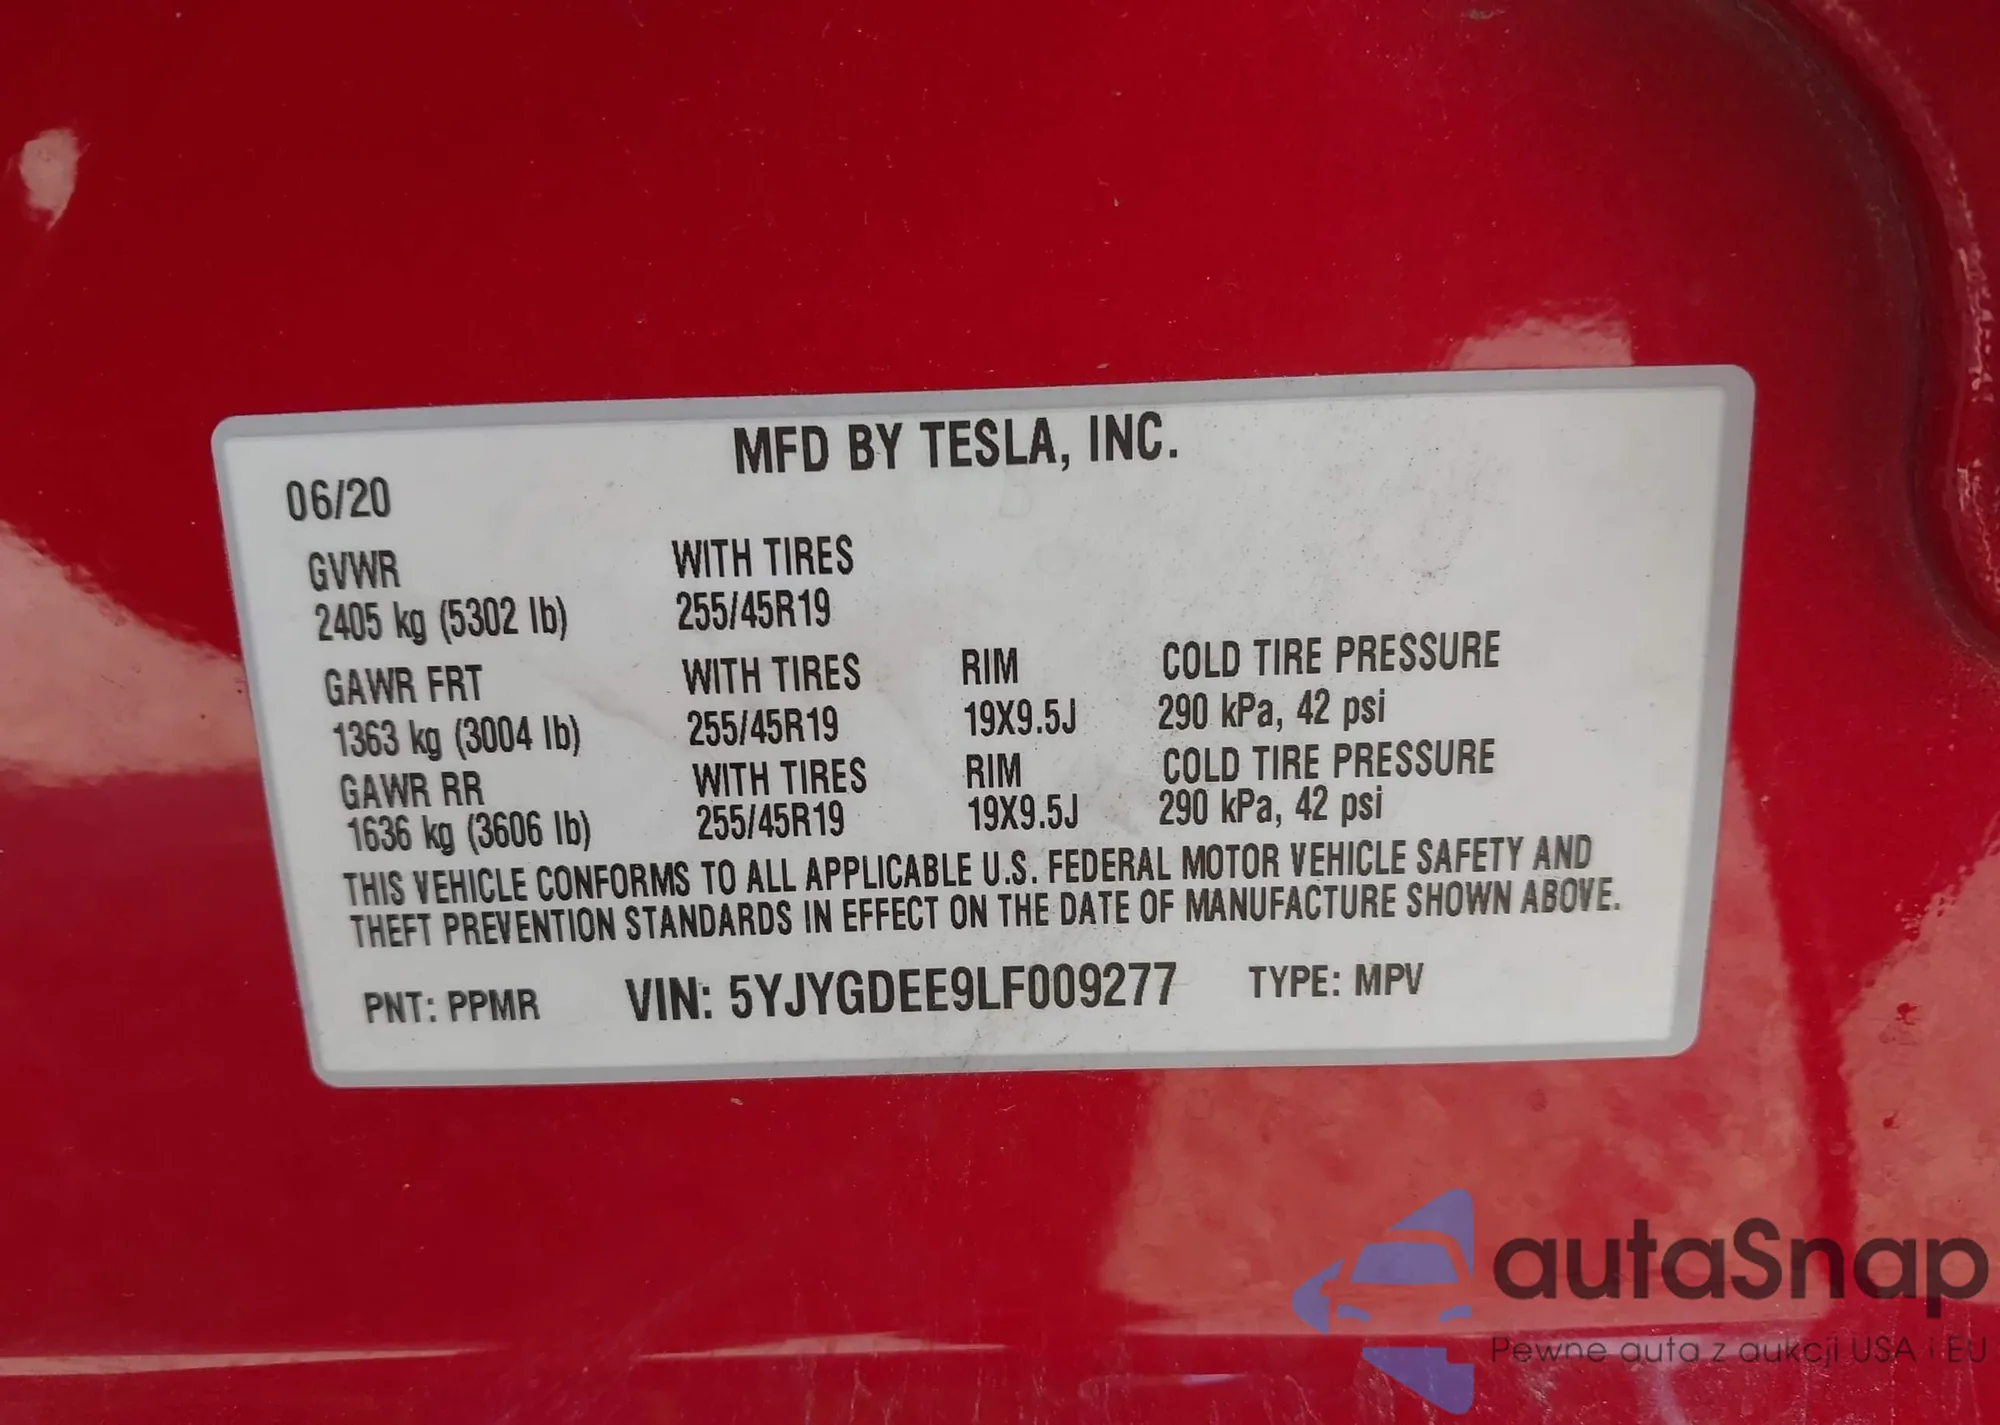 MFD BY TESLA, INC.
06/20
GVWR WITH TIRES
2405 kg (5302 lb) 255/45R19
GAWR FRT WITH TIRES RIM COLD TIRE PRESSURE
1363 kg (3004 lb) 255/45R19 19X9.5J 290 kPa, 42 psi
GAWR RR WITH TIRES RIM COLD TIRE PRESSURE
1636 kg (3606 lb) 255/45R19 19X9.5J 290 kPa, 42 psi
THIS VEHICLE CONFORMS TO ALL APPLICABLE U.S. FEDERAL MOTOR VEHICLE SAFETY AND
THEFT PREVENTION STANDARDS IN EFFECT ON THE DATE OF MANUFACTURE SHOWN ABOVE.
PNT: PPMR VIN: 5YJYGDEE9LF009277 TYPE: MPV
autaSnap
Pewne auta z aukcji USA i EU